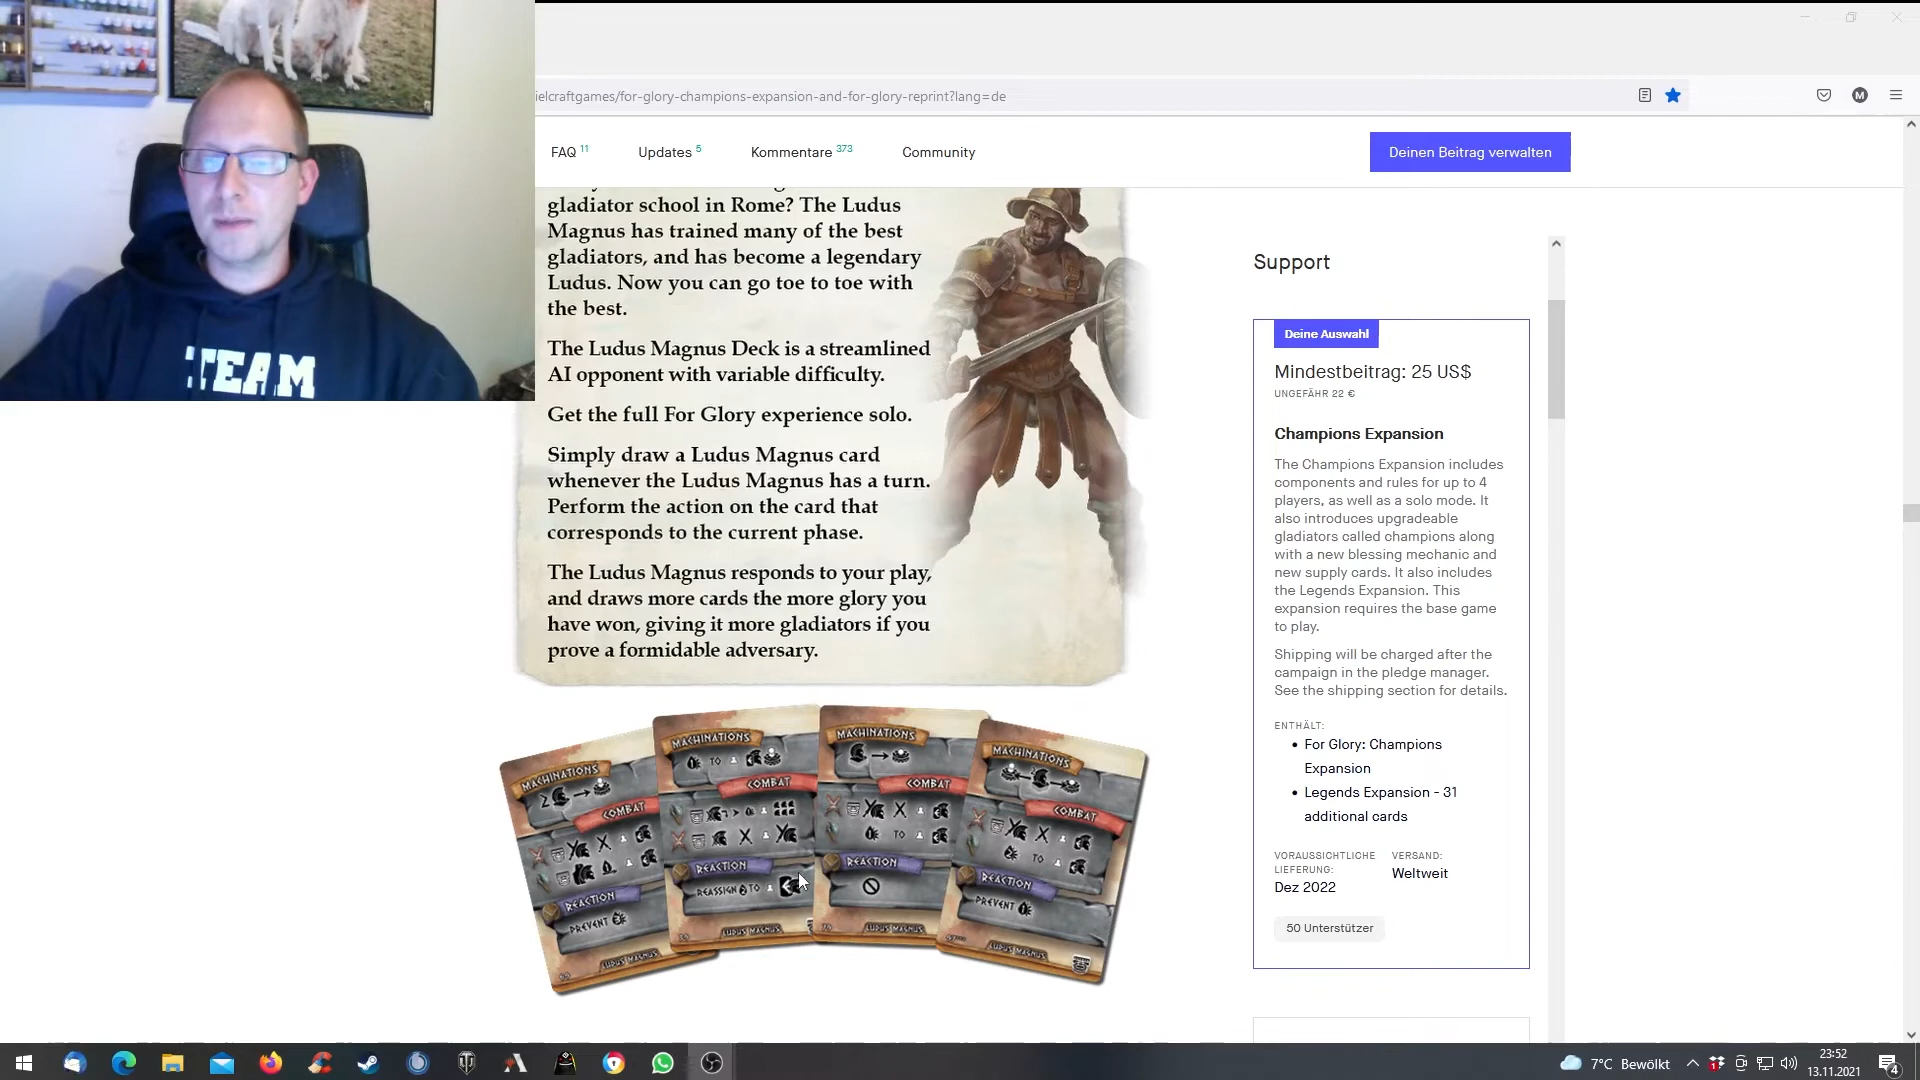 TEAM
ielcraftgames/for-glory-champions-expansion-and-for-glory-reprint?lang=de
M
FAQ 11
Updates 5
Kommentare 373
Community
Deinen Beitrag verwalten
gladiator school in Rome? The Ludus
Magnus has trained many of the best
gladiators, and has become a legendary
Ludus. Now you can go toe to toe with
the best.
The Ludus Magnus Deck is a streamlined
AI opponent with variable difficulty.
Get the full For Glory experience solo.
Simply draw a Ludus Magnus card
whenever the Ludus Magnus has a turn.
Perform the action on the card that
corresponds to the current phase.
The Ludus Magnus responds to your play,
and draws more cards the more glory you
have won, giving it more gladiators if you
prove a formidable adversary.
MACHINATIONS
2
COMBAT
REACTION
PREVENT
LUDUS MAGNUS
MACHINATIONS
TO
COMBAT
REACTION
REASSIGN TO
LUDUS MAGNUS
MACHINATIONS
COMBAT
TO
REACTION
LUDUS MAGNUS
MACHINATIONS
COMBAT
TO
REACTION
PREVENT
LUDUS MAGNUS
Support
Deine Auswahl
Mindestbeitrag: 25 US$
UNGEFÄHR 22 €
Champions Expansion
The Champions Expansion includes
components and rules for up to 4
players, as well as a solo mode. It
also introduces upgradeable
gladiators called champions along
with a new blessing mechanic and
new supply cards. It also includes
the Legends Expansion. This
expansion requires the base game
to play.
Shipping will be charged after the
campaign in the pledge manager.
See the shipping section for details.
ENTHÄLT:
• For Glory: Champions
Expansion
• Legends Expansion - 31
additional cards
VORAUSSICHTLICHE
LIEFERUNG:
Dez 2022
VERSAND:
Weltweit
50 Unterstützer
7°C Bewölkt
23:52
13.11.2021
4